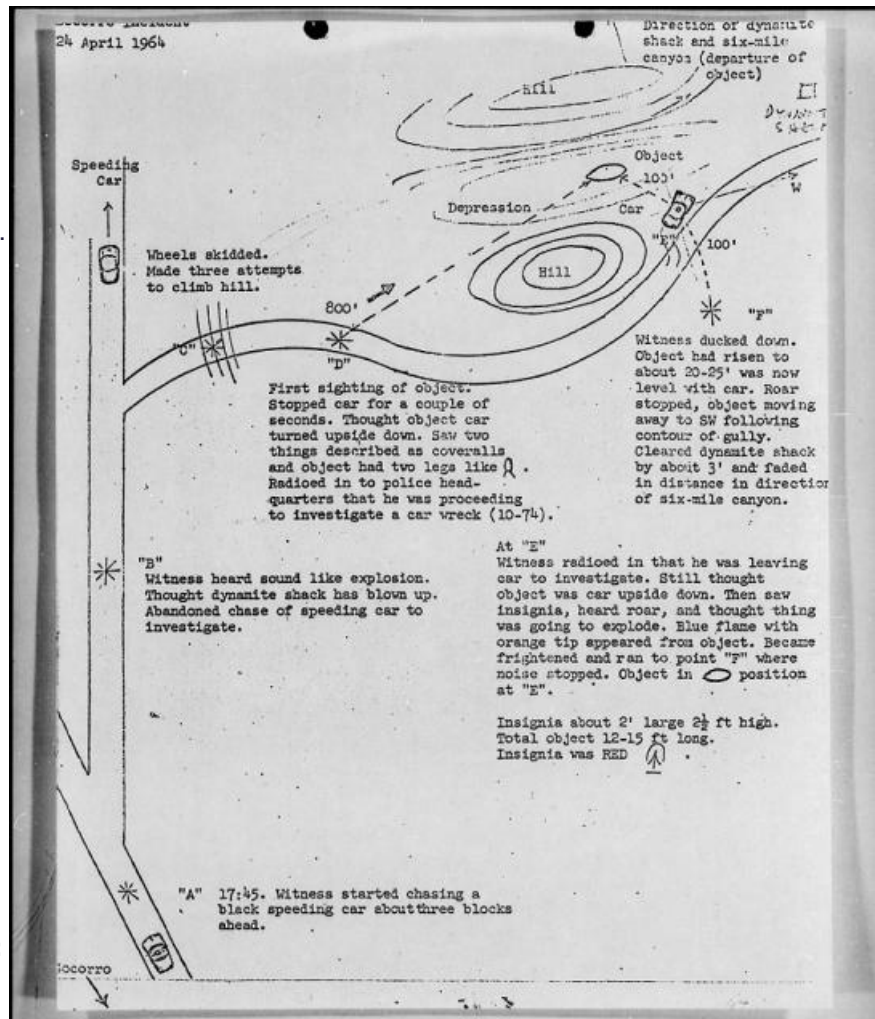 Socorro Incident
24 April 1964
Direction of dynamite
shack and six-mile
canyon (departure of
object)
Hill
Speeding
Car
Object
100'
W
Depression
Car
"E"
100'
Wheels skidded.
Made three attempts
to climb hill.
Hill
800'
"F"
"C"
"D"
Witness ducked down.
Object had risen to
about 20-25' was now
level with car. Roar
stopped, object moving
away to SW following
contour of gully.
Cleared dynamite shack
by about 3' and faded
in distance in direction
of six-mile canyon.
First sighting of object.
Stopped car for a couple of
seconds. Thought object car
turned upside down. Saw two
things described as coveralls
and object had two legs like .
Radioed in to police head-
quarters that he was proceeding
to investigate a car wreck (10-74).
"B"
Witness heard sound like explosion.
Thought dynamite shack has blown up.
Abandoned chase of speeding car to
investigate.
At "E"
Witness radioed in that he was leaving
car to investigate. Still thought
object was car upside down. Then saw
insignia, heard roar, and thought thing
was going to explode. Blue flame with
orange tip appeared from object. Became
frightened and ran to point "F" where
noise stopped. Object in position
at "E".
Insignia about 2' large 2½ ft high.
Total object 12-15 ft long.
Insignia was RED .
"A" 17:45. Witness started chasing a
black speeding car about three blocks
ahead.
Socorro